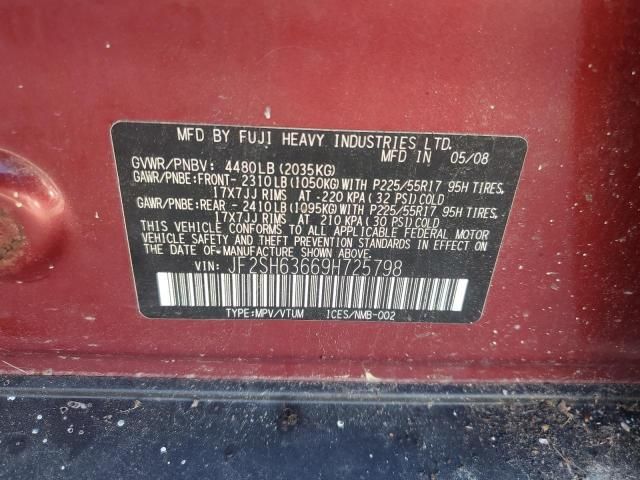 MFD BY FUJI HEAVY INDUSTRIES LTD.
GVWR/PNBV: 4480LB (2035KG) MFD IN 05/08
GAWR/PNBE:FRONT- 2310LB (1050KG) WITH P225/55R17 95H TIRES,
17X7JJ RIMS AT -220 KPA (32 PSI) COLD
GAWR/PNBE:REAR - 2410LB (1095KG) WITH P225/55R17 95H TIRES,
17X7JJ RIMS AT 210 KPA (30 PSI) COLD
THIS VEHICLE CONFORMS TO ALL APPLICABLE FEDERAL MOTOR
VEHICLE SAFETY AND THEFT PREVENTION STANDARDS IN EFFECT ON
THE DATE OF MANUFACTURE SHOWN ABOVE.
VIN: JF2SH63669H725798
TYPE:MPV/VTUM ICES/NMB-002